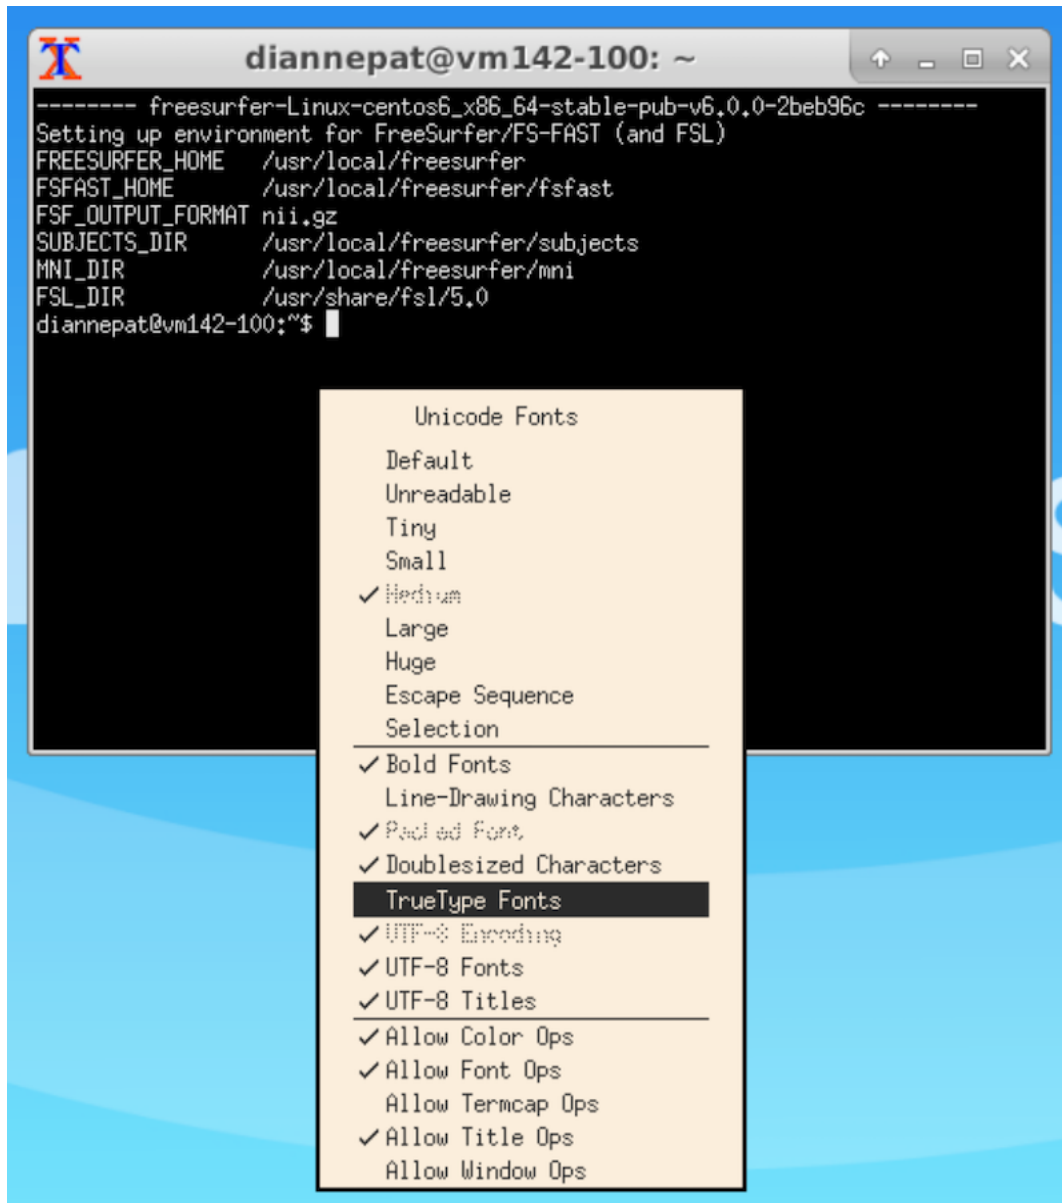 diannepat@vm142-100: ~
-------- freesurfer-Linux-centos6_x86_64-stable-pub-v6.0.0-2beb96c --------
Setting up environment for FreeSurfer/FS-FAST (and FSL)
FREESURFER_HOME   /usr/local/freesurfer
FSFAST_HOME       /usr/local/freesurfer/fsfast
FSF_OUTPUT_FORMAT nii.gz
SUBJECTS_DIR      /usr/local/freesurfer/subjects
MNI_DIR           /usr/local/freesurfer/mni
FSL_DIR           /usr/share/fsl/5.0
diannepat@vm142-100:~$
Unicode Fonts
Default
Unreadable
Tiny
Small
✓ Medium
Large
Huge
Escape Sequence
Selection
✓ Bold Fonts
Line-Drawing Characters
✓ Packed Font
✓ Doublesized Characters
TrueType Fonts
✓ UTF-8 Encoding
✓ UTF-8 Fonts
✓ UTF-8 Titles
✓ Allow Color Ops
✓ Allow Font Ops
Allow Termcap Ops
✓ Allow Title Ops
Allow Window Ops